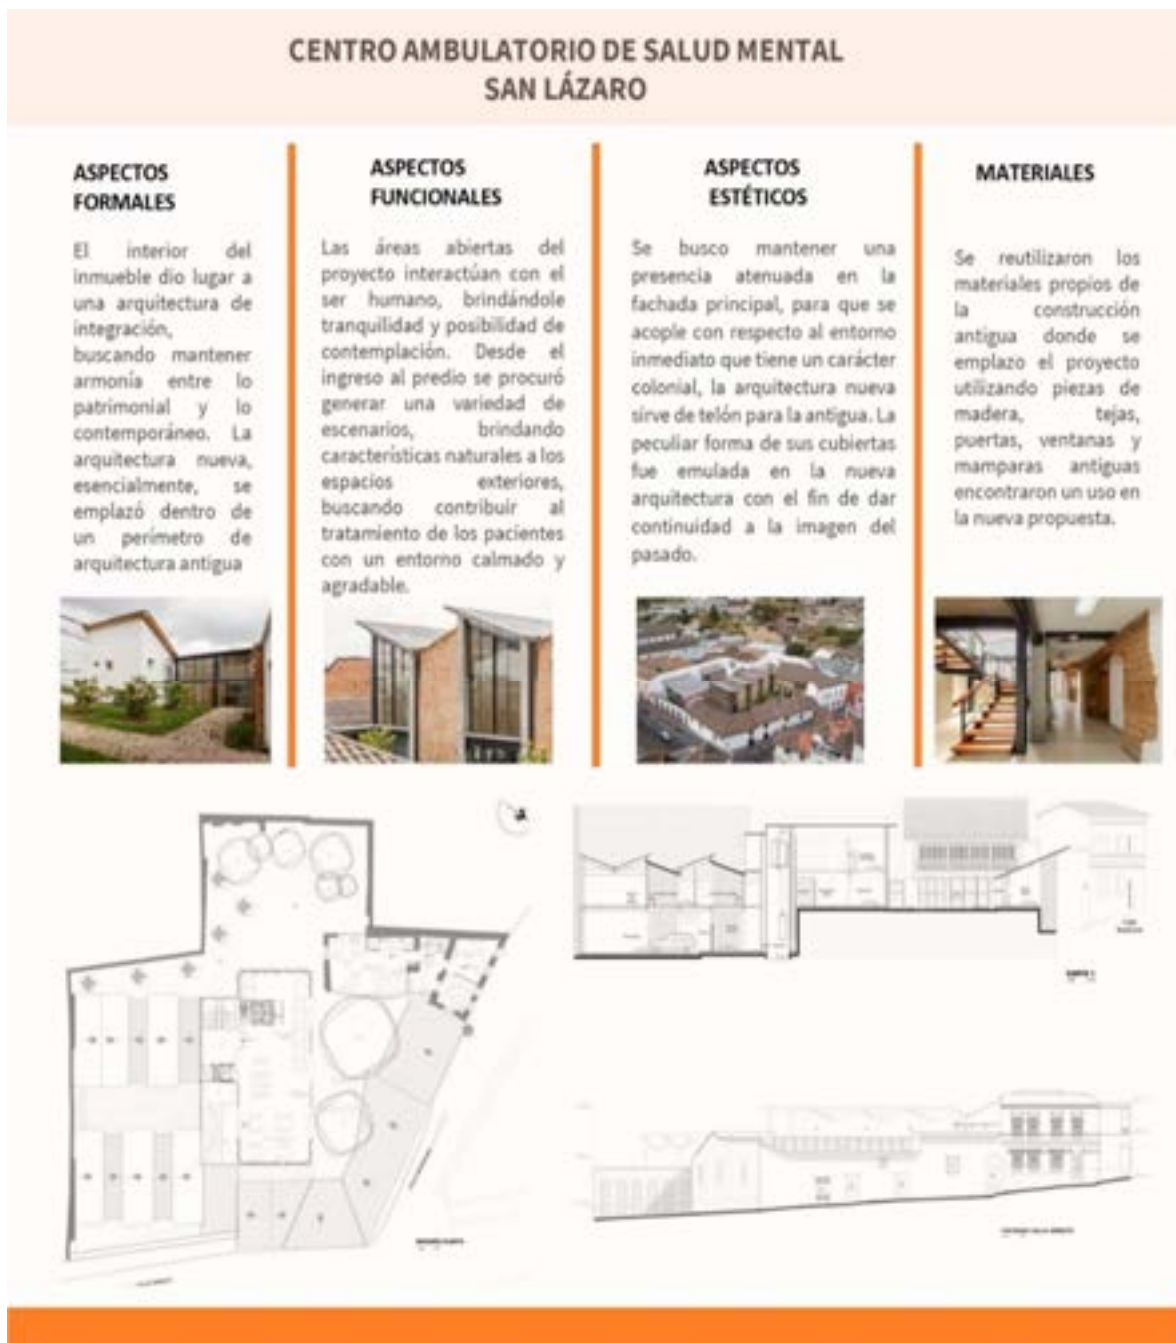 CENTRO AMBULATORIO DE SALUD MENTAL
SAN LÁZARO
ASPECTOS
FORMALES
El interior del
inmueble dio lugar a
una arquitectura de
integración,
buscando mantener
armonía entre lo
patrimonial y lo
contemporáneo. La
arquitectura nueva,
esencialmente, se
emplazó dentro de
un perímetro de
arquitectura antigua
ASPECTOS
FUNCIONALES
Las áreas abiertas del
proyecto interactúan con el
ser humano, brindándole
tranquilidad y posibilidad de
contemplación. Desde el
ingreso al predio se procuró
generar una variedad de
escenarios, brindando
características naturales a los
espacios exteriores,
buscando contribuir al
tratamiento de los pacientes
con un entorno calmado y
agradable.
ASPECTOS
ESTÉTICOS
Se busco mantener una
presencia atenuada en la
fachada principal, para que se
acople con respecto al entorno
inmediato que tiene un carácter
colonial, la arquitectura nueva
sirve de telón para la antigua. La
peculiar forma de sus cubiertas
fue emulada en la nueva
arquitectura con el fin de dar
continuidad a la imagen del
pasado.
MATERIALES
Se reutilizaron los
materiales propios de
la construcción
antigua donde se
emplazo el proyecto
utilizando piezas de
madera, tejas,
puertas, ventanas y
mamparas antiguas
encontraron un uso en
la nueva propuesta.